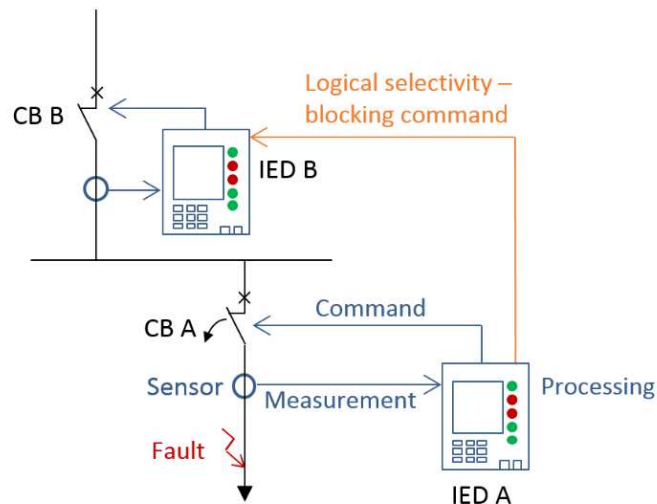 Logical selectivity –
blocking command
CB B
IED B
CB A
Command
Sensor
Measurement
Processing
Fault
IED A